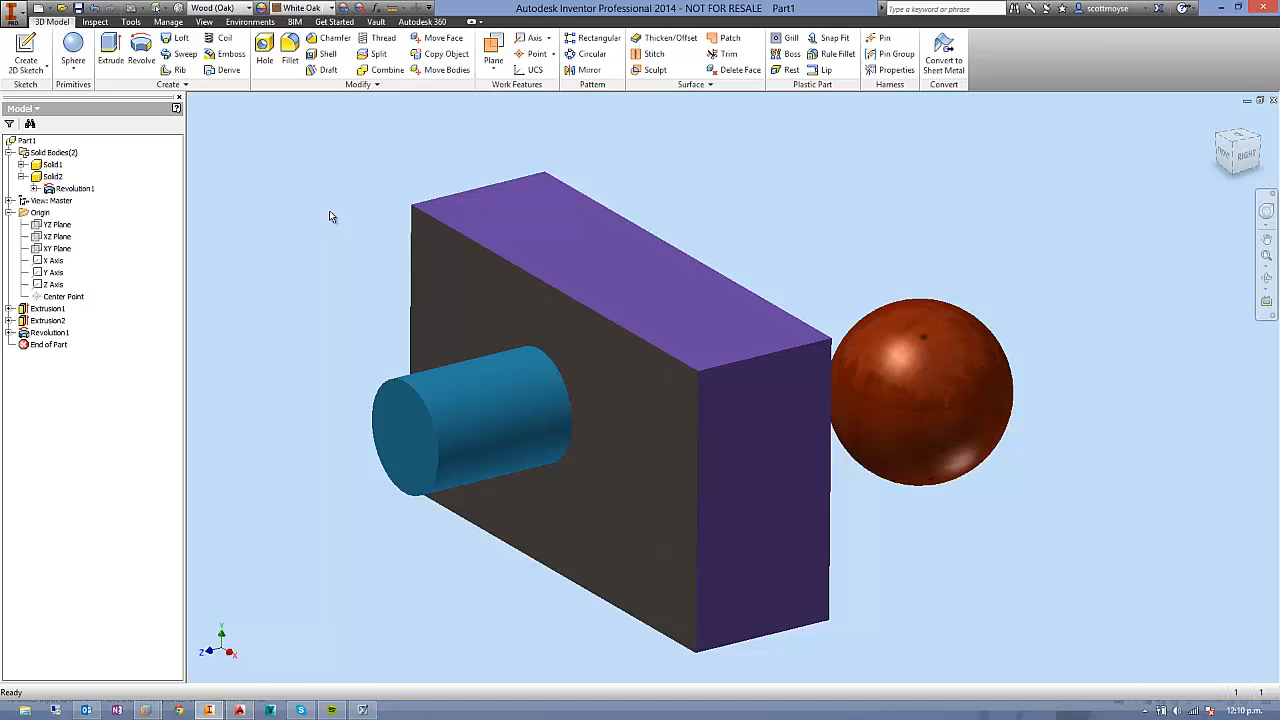 Wood (Oak) White Oak Autodesk Inventor Professional 2014 - NOT FOR RESALE Part1 Type a keyword or phrase scottmoyse
PRO 3D Model Inspect Tools Manage View Environments BIM Get Started Vault Autodesk 360
Create
2D Sketch
Sphere
Extrude
Revolve
Loft
Sweep
Rib
Coil
Emboss
Derive
Hole
Fillet
Chamfer
Shell
Draft
Thread
Split
Combine
Move Face
Copy Object
Move Bodies
Plane
Axis
Point
UCS
Rectangular
Circular
Mirror
Thicken/Offset
Stitch
Sculpt
Patch
Trim
Delete Face
Grill
Boss
Rest
Snap Fit
Rule Fillet
Lip
Pin
Pin Group
Properties
Convert to
Sheet Metal
Sketch Primitives Create Modify Work Features Pattern Surface Plastic Part Harness Convert
Model
Part1
Solid Bodies(2)
Solid1
Solid2
Revolution1
View: Master
Origin
YZ Plane
XZ Plane
XY Plane
X Axis
Y Axis
Z Axis
Center Point
Extrusion1
Extrusion2
Revolution1
End of Part
FRONT RIGHT
Y
Z
X
Ready 1 1
12:10 p.m.